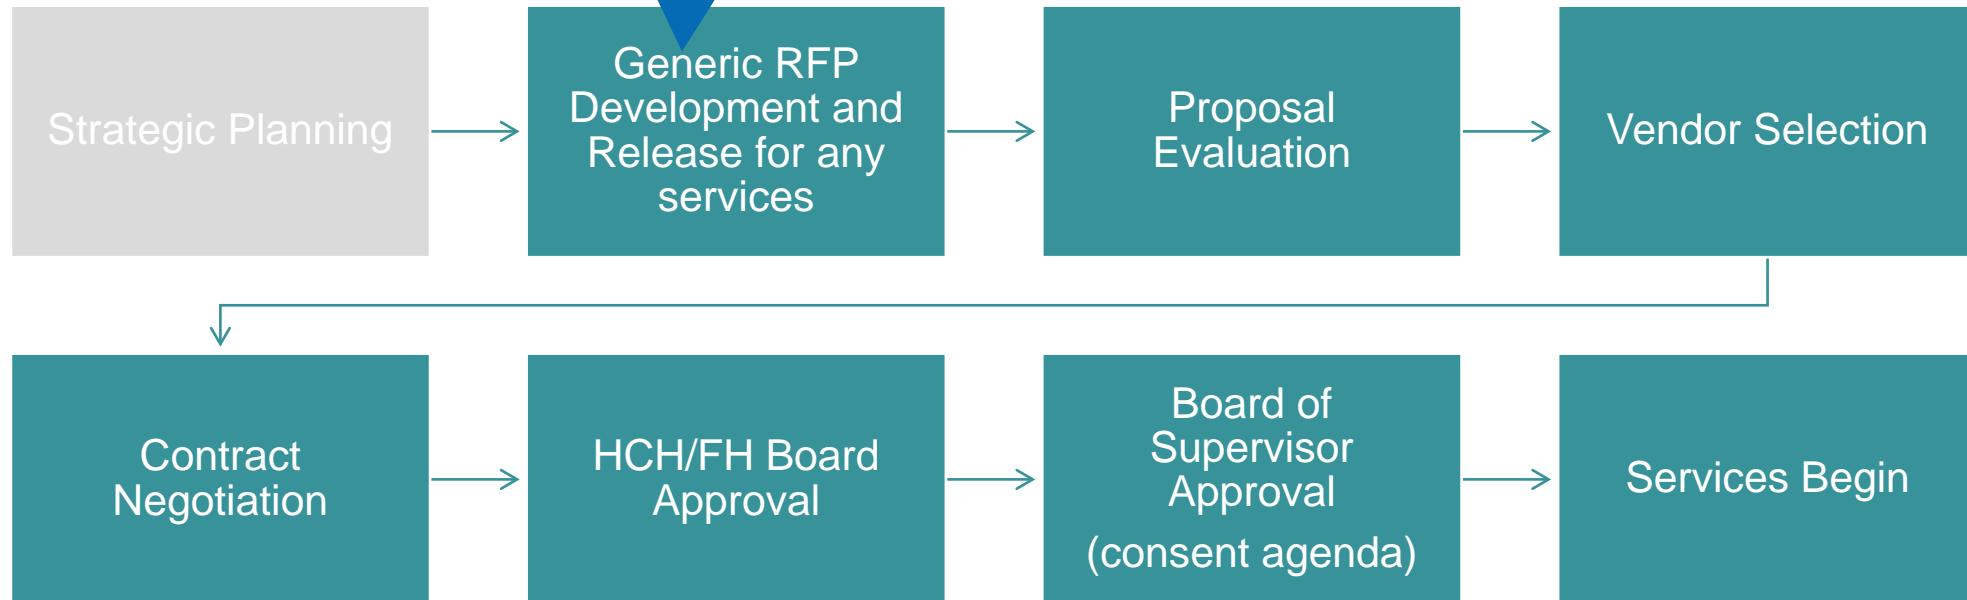 Strategic Planning
Generic RFP
Development and
Release for any
services
Proposal
Evaluation
Vendor Selection
Contract
Negotiation
HCH/FH Board
Approval
Board of
Supervisor
Approval
(consent agenda)
Services Begin